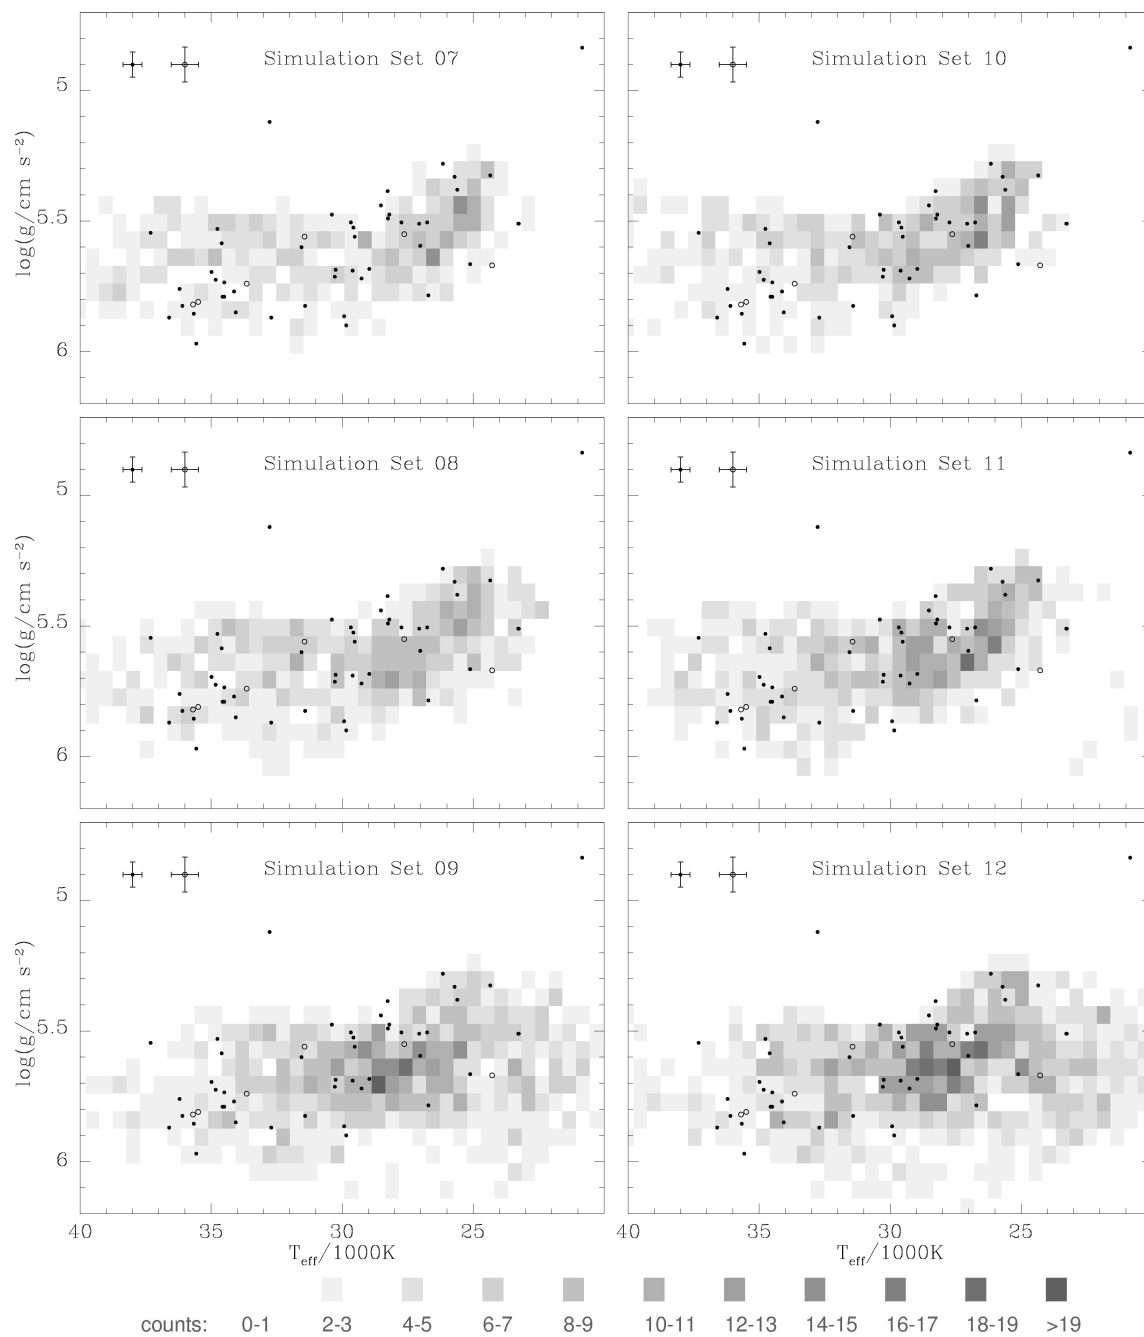 Simulation Set 07
Simulation Set 10
5
5.5
6
log(g/cm s⁻²)
Simulation Set 08
Simulation Set 11
5
5.5
6
log(g/cm s⁻²)
Simulation Set 09
Simulation Set 12
5
5.5
6
log(g/cm s⁻²)
40 35 30 25 40 35 30 25
T_eff/1000K T_eff/1000K
counts: 0-1 2-3 4-5 6-7 8-9 10-11 12-13 14-15 16-17 18-19 >19